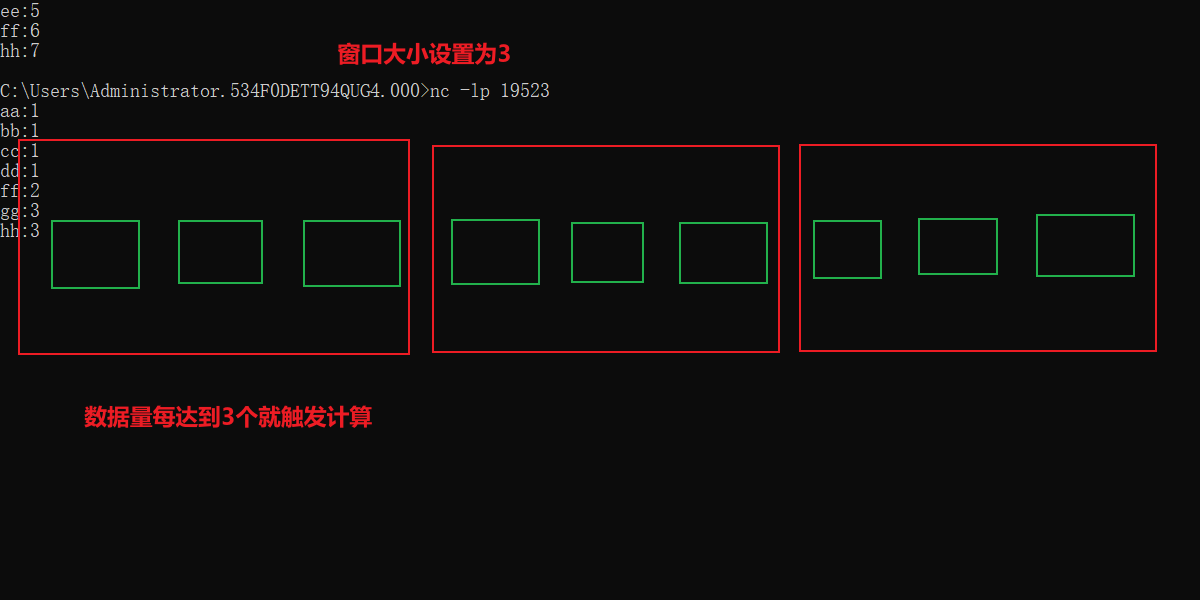 ee:5
ff:6
hh:7
窗口大小设置为3
C:\Users\Administrator.534F0DETT94QUG4.000>nc -lp 19523
aa:1
bb:1
cc:1
dd:1
ff:2
gg:3
hh:3
数据量每达到3个就触发计算